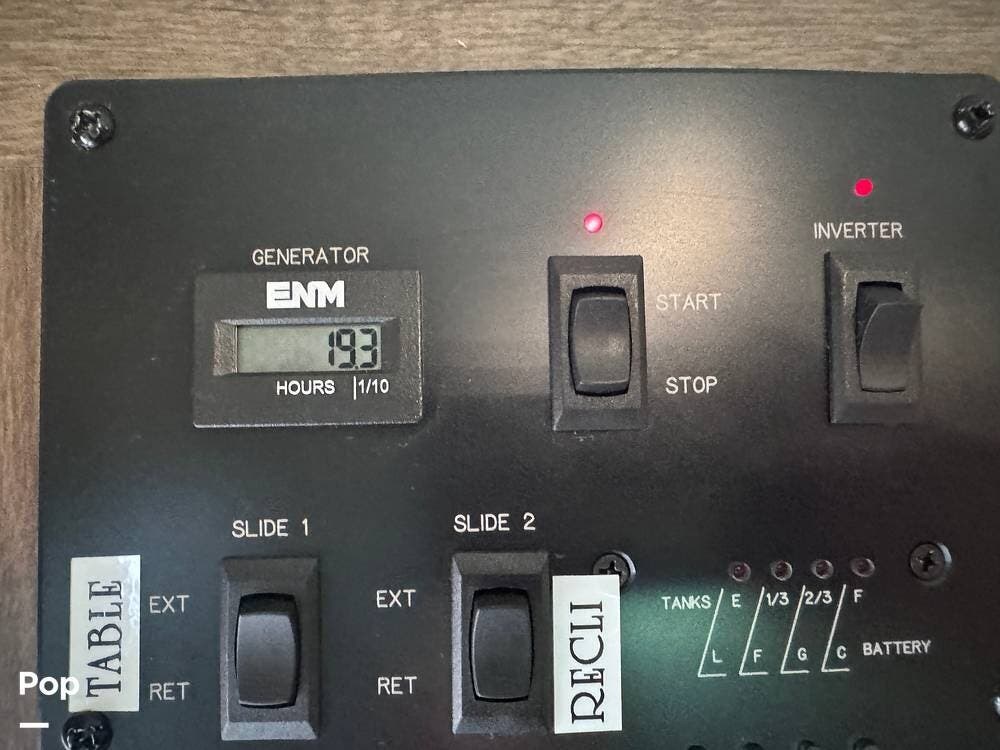 GENERATOR
ENM
19.3
HOURS 1/10
START
STOP
INVERTER
SLIDE 1
SLIDE 2
TABLE
EXT
RET
EXT
RET
RECLI
TANKS E 1/3 2/3 F
L F G C BATTERY
Pop